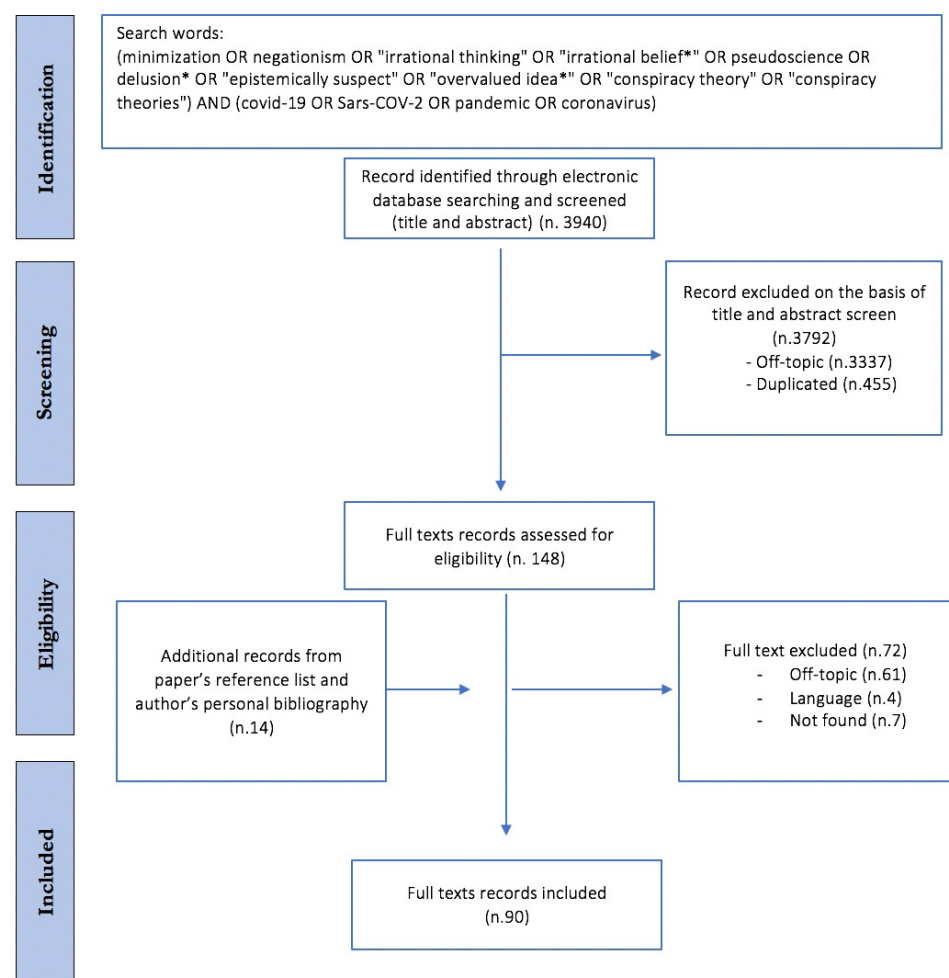 Identification
Search words:
(minimization OR negationism OR "irrational thinking" OR "irrational belief*" OR pseudoscience OR
delusion* OR "epistemically suspect" OR "overvalued idea*" OR "conspiracy theory" OR "conspiracy
theories") AND (covid-19 OR Sars-COV-2 OR pandemic OR coronavirus)
Record identified through electronic
database searching and screened
(title and abstract) (n. 3940)
Screening
Record excluded on the basis of
title and abstract screen
(n.3792)
- Off-topic (n.3337)
- Duplicated (n.455)
Eligibility
Full texts records assessed for
eligibility (n. 148)
Additional records from
paper's reference list and
author's personal bibliography
(n.14)
Full text excluded (n.72)
- Off-topic (n.61)
- Language (n.4)
- Not found (n.7)
Included
Full texts records included
(n.90)